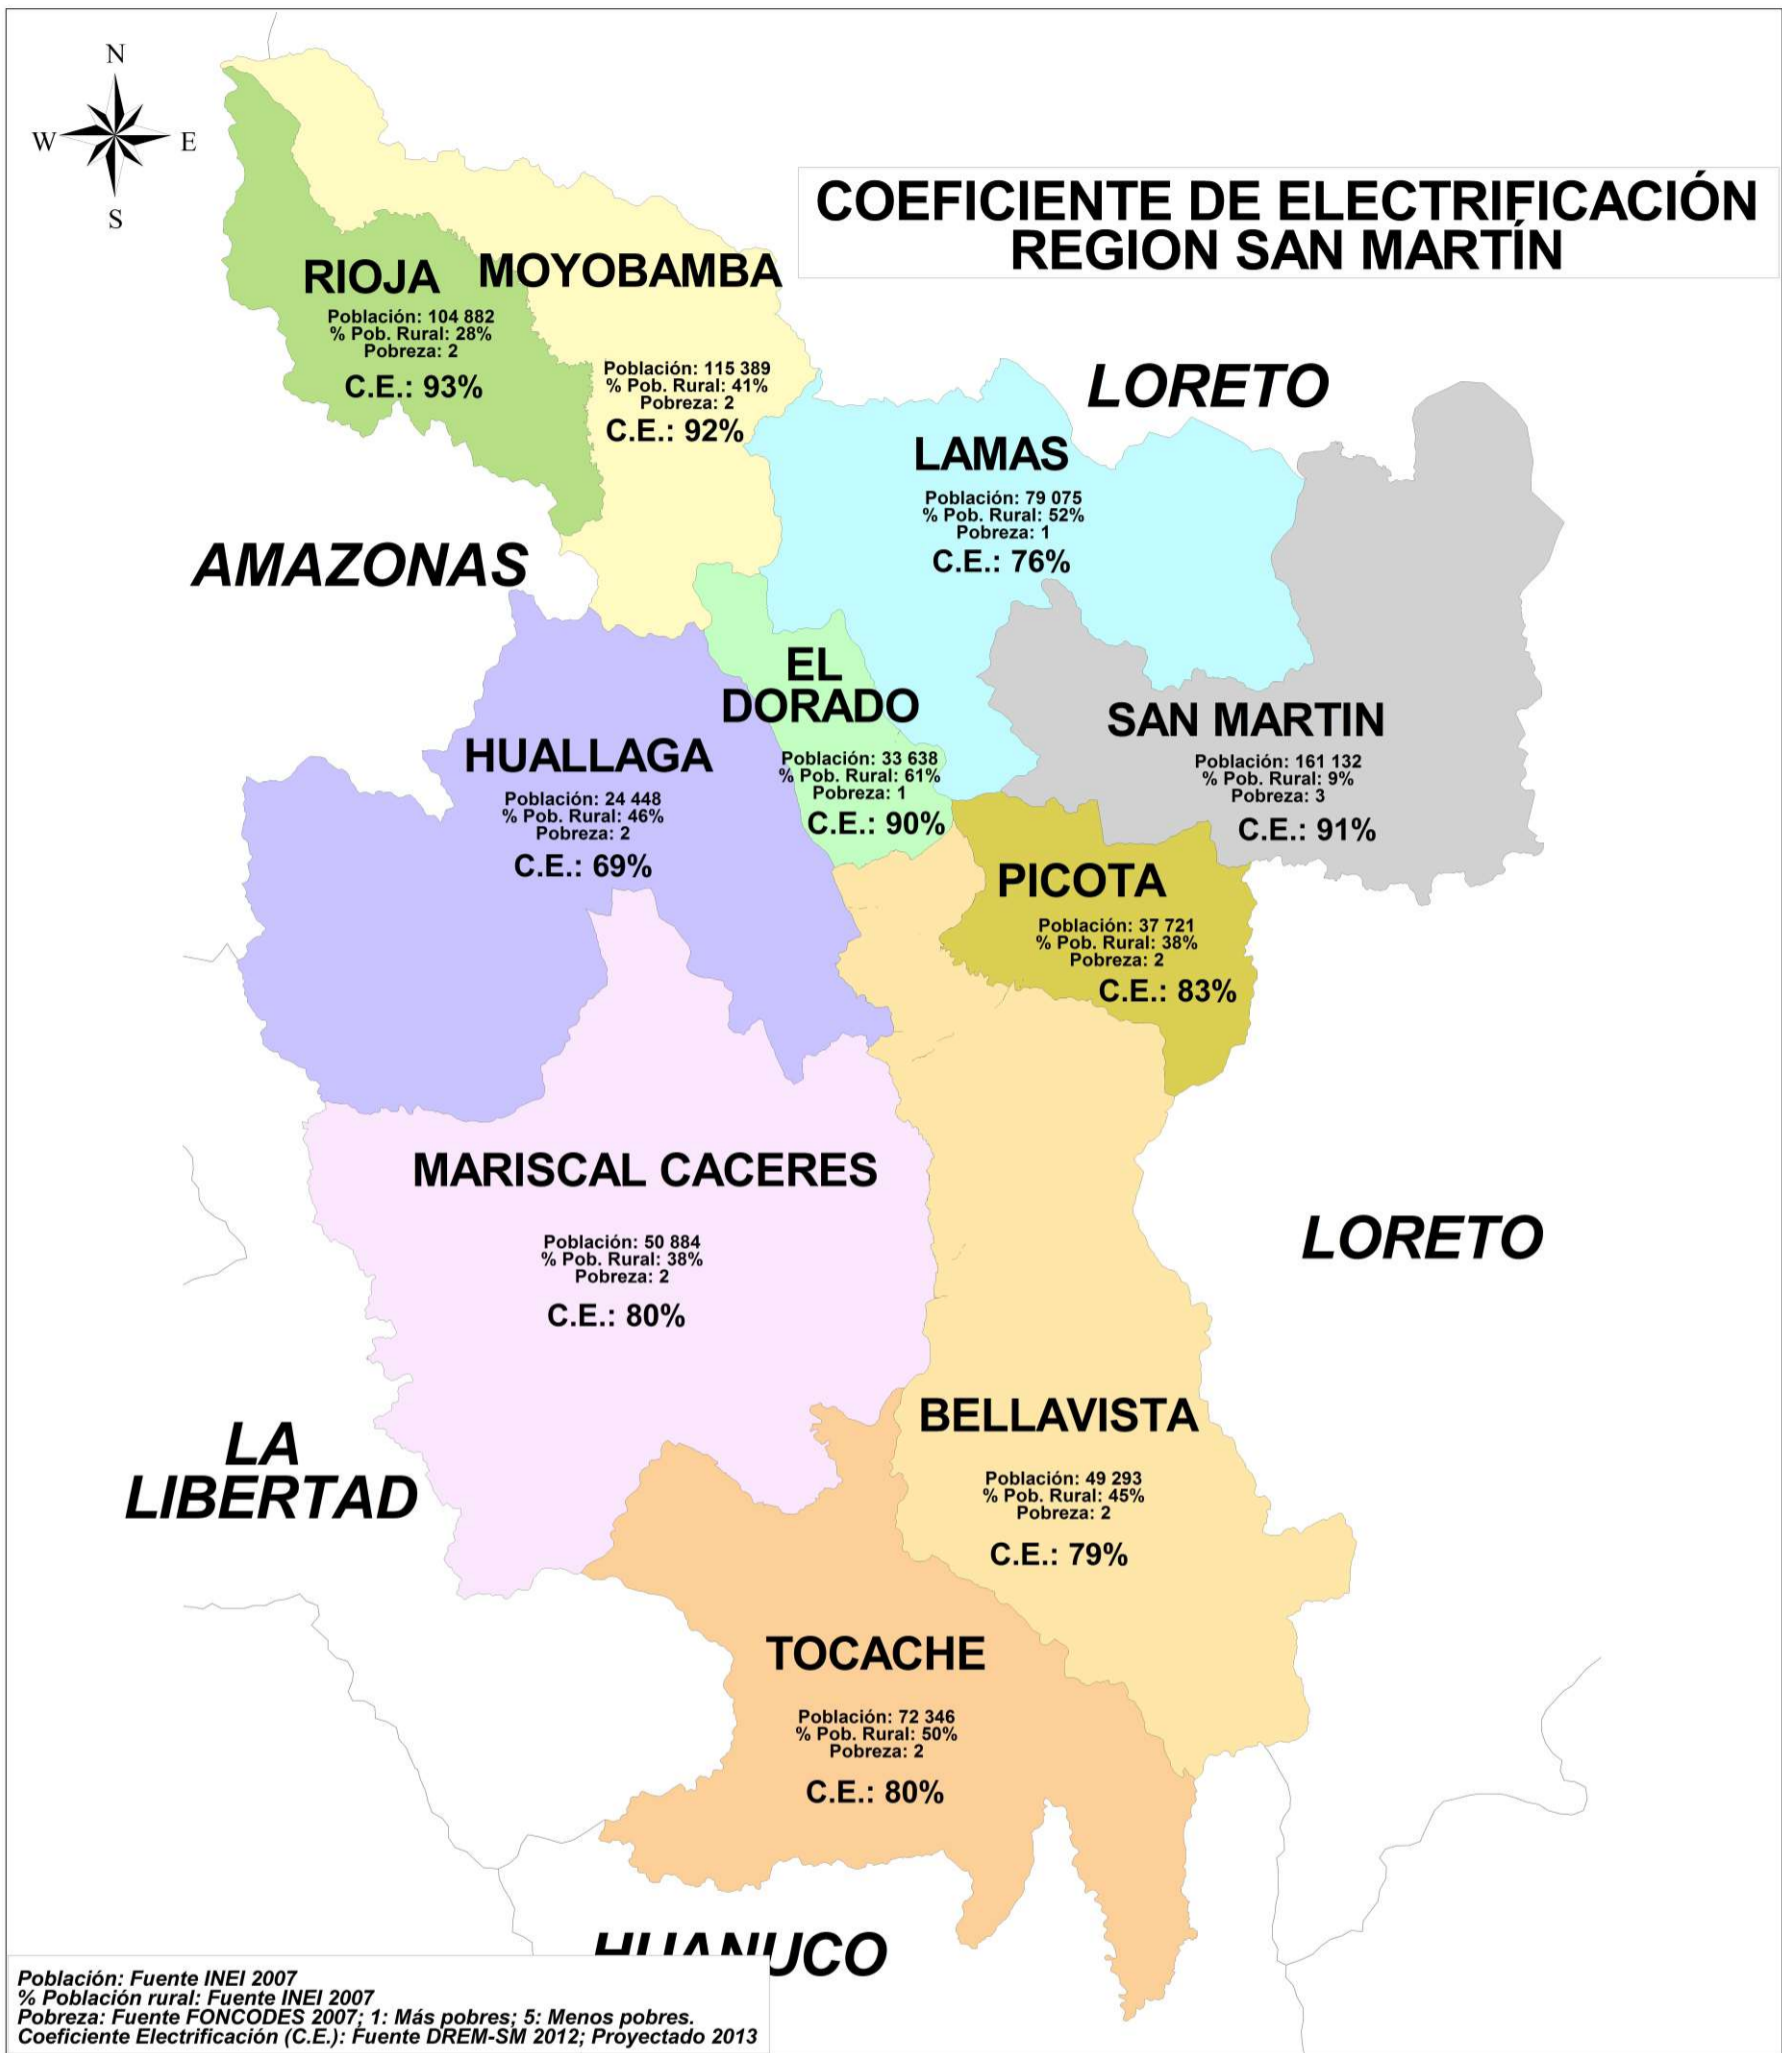 N
W
E
S
COEFICIENTE DE ELECTRIFICACIÓN
REGION SAN MARTÍN
RIOJA
Población: 104 882
% Pob. Rural: 28%
Pobreza: 2
C.E.: 93%
MOYOBAMBA
Población: 115 389
% Pob. Rural: 41%
Pobreza: 2
C.E.: 92%
LORETO
LAMAS
Población: 79 075
% Pob. Rural: 52%
Pobreza: 1
C.E.: 76%
AMAZONAS
EL
DORADO
Población: 33 638
% Pob. Rural: 61%
Pobreza: 1
C.E.: 90%
SAN MARTIN
Población: 161 132
% Pob. Rural: 9%
Pobreza: 3
C.E.: 91%
HUALLAGA
Población: 24 448
% Pob. Rural: 46%
Pobreza: 2
C.E.: 69%
PICOTA
Población: 37 721
% Pob. Rural: 38%
Pobreza: 2
C.E.: 83%
MARISCAL CACERES
Población: 50 884
% Pob. Rural: 38%
Pobreza: 2
C.E.: 80%
LORETO
LA
LIBERTAD
BELLAVISTA
Población: 49 293
% Pob. Rural: 45%
Pobreza: 2
C.E.: 79%
TOCACHE
Población: 72 346
% Pob. Rural: 50%
Pobreza: 2
C.E.: 80%
HUANUCO
Población: Fuente INEI 2007
% Población rural: Fuente INEI 2007
Pobreza: Fuente FONCODES 2007; 1: Más pobres; 5: Menos pobres.
Coeficiente Electrificación (C.E.): Fuente DREM-SM 2012; Proyectado 2013